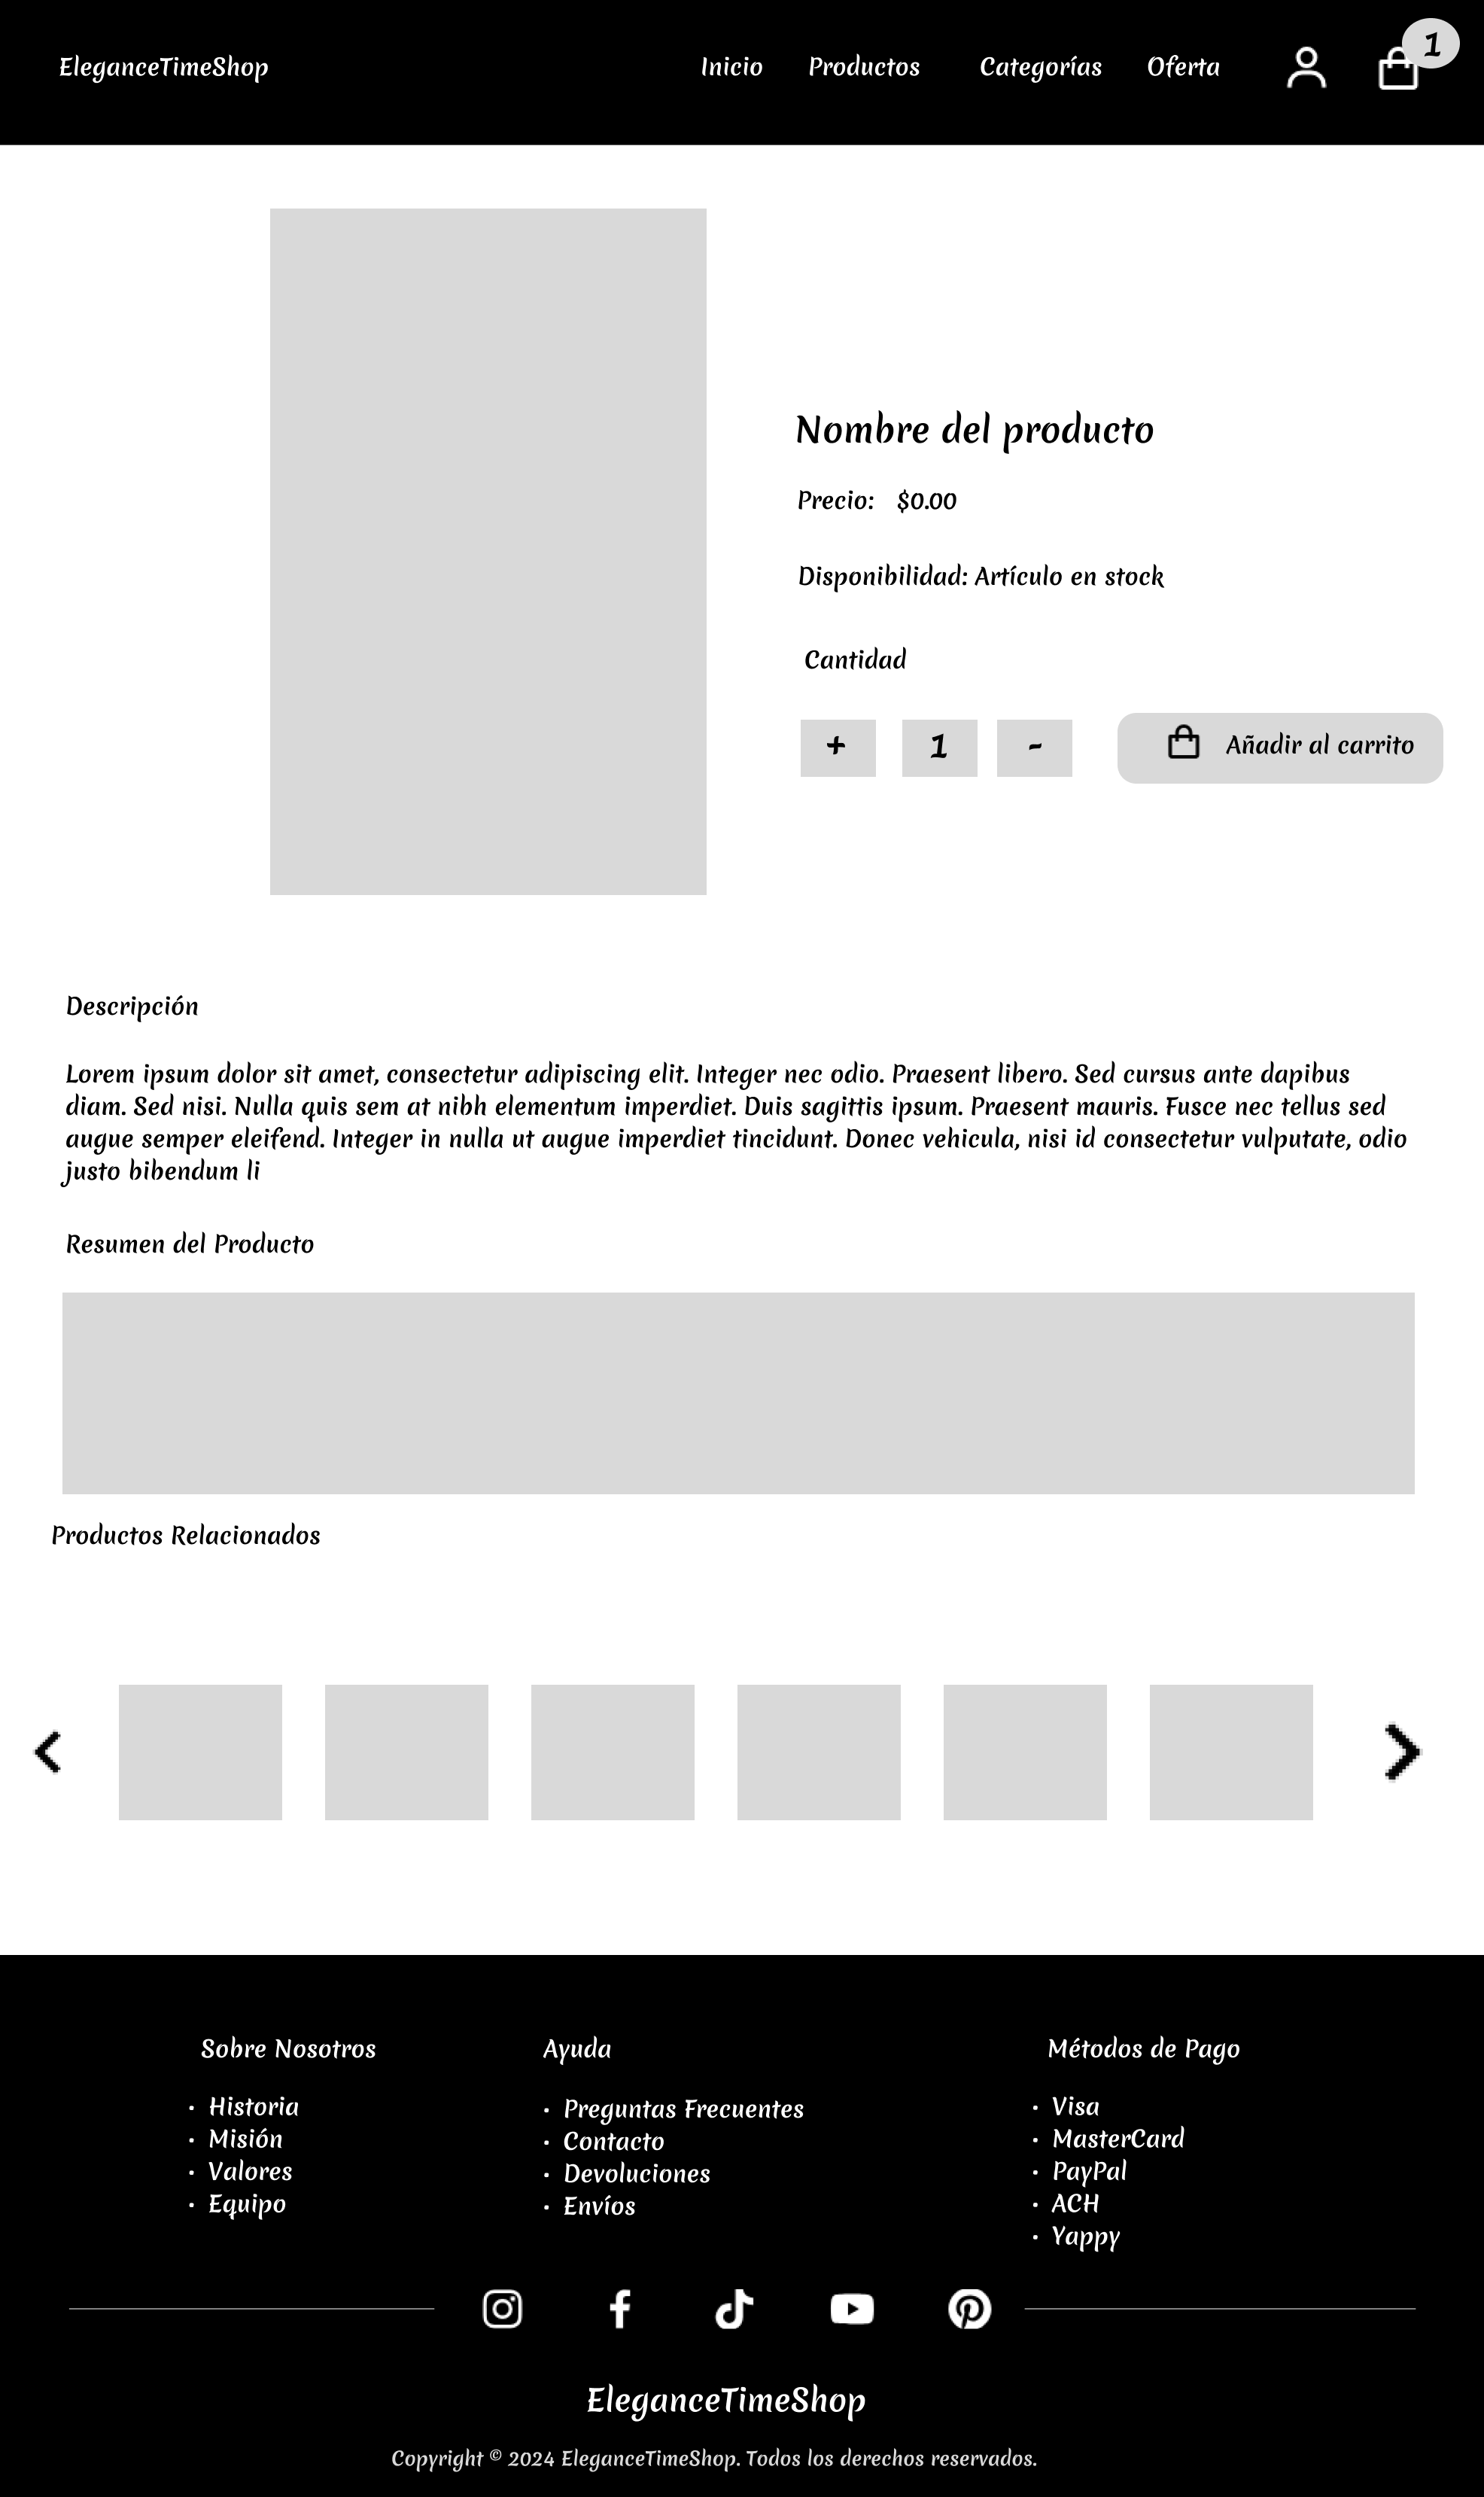 EleganceTimeShop Inicio Productos Categorías Oferta 1
Nombre del producto
Precio: $0.00
Disponibilidad: Artículo en stock
Cantidad
+ 1 - Añadir al carrito
Descripción
Lorem ipsum dolor sit amet, consectetur adipiscing elit. Integer nec odio. Praesent libero. Sed cursus ante dapibus
diam. Sed nisi. Nulla quis sem at nibh elementum imperdiet. Duis sagittis ipsum. Praesent mauris. Fusce nec tellus sed
augue semper eleifend. Integer in nulla ut augue imperdiet tincidunt. Donec vehicula, nisi id consectetur vulputate, odio
justo bibendum li
Resumen del Producto
Productos Relacionados
Sobre Nosotros
• Historia
• Misión
• Valores
• Equipo
Ayuda
• Preguntas Frecuentes
• Contacto
• Devoluciones
• Envíos
Métodos de Pago
• Visa
• MasterCard
• PayPal
• ACH
• Yappy
EleganceTimeShop
Copyright © 2024 EleganceTimeShop. Todos los derechos reservados.